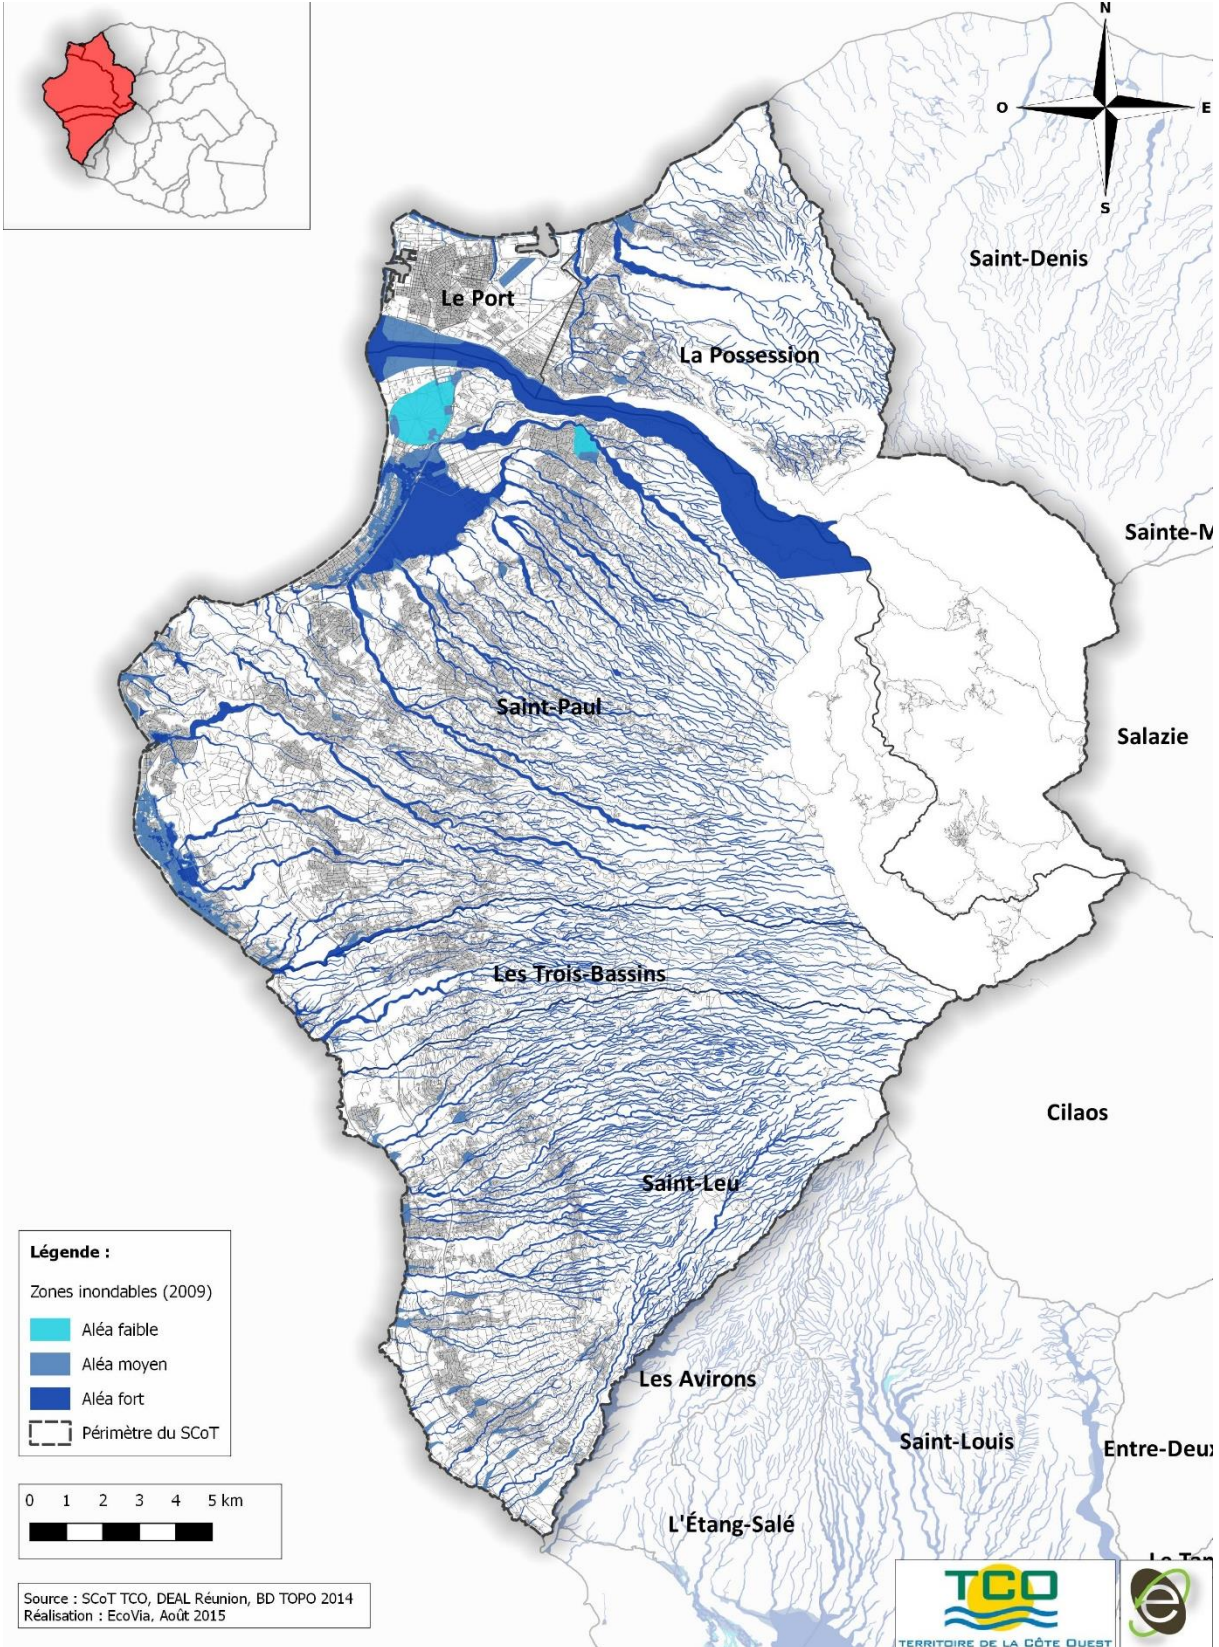 N
O
E
S
Saint-Denis
Le Port
La Possession
Sainte-M
Saint-Paul
Salazie
Les Trois-Bassins
Cilaos
Saint-Leu
Légende :
Zones inondables (2009)
Aléa faible
Aléa moyen
Aléa fort
Périmètre du SCoT
Les Avirons
Saint-Louis
Entre-Deux
0 1 2 3 4 5 km
L'Étang-Salé
Source : SCoT TCO, DEAL Réunion, BD TOPO 2014
Réalisation : EcoVia, Août 2015
TCO
TERRITOIRE DE LA CÔTE OUEST
e